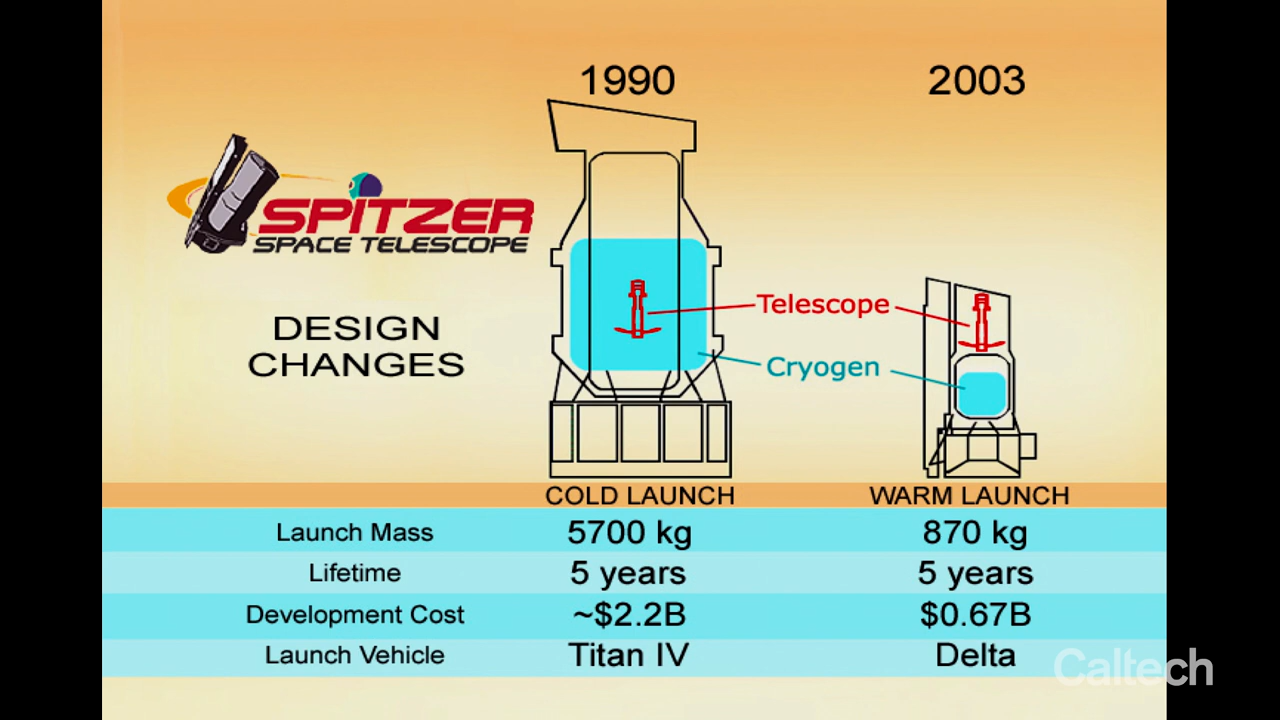 1990 2003
SPITZER
SPACE TELESCOPE
Telescope
DESIGN
CHANGES
Cryogen
COLD LAUNCH WARM LAUNCH
Launch Mass 5700 kg 870 kg
Lifetime 5 years 5 years
Development Cost ~$2.2B $0.67B
Launch Vehicle Titan IV Delta
Caltech